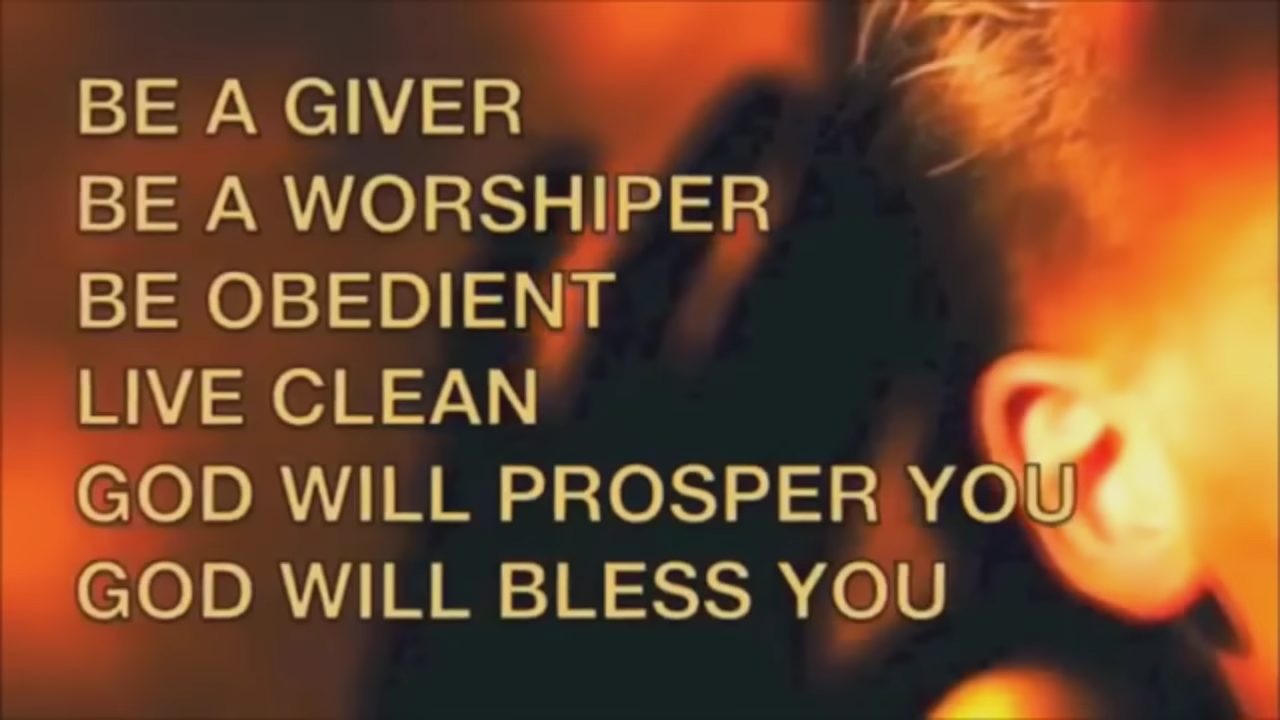 BE A GIVER
BE A WORSHIPER
BE OBEDIENT
LIVE CLEAN
GOD WILL PROSPER YOU
GOD WILL BLESS YOU